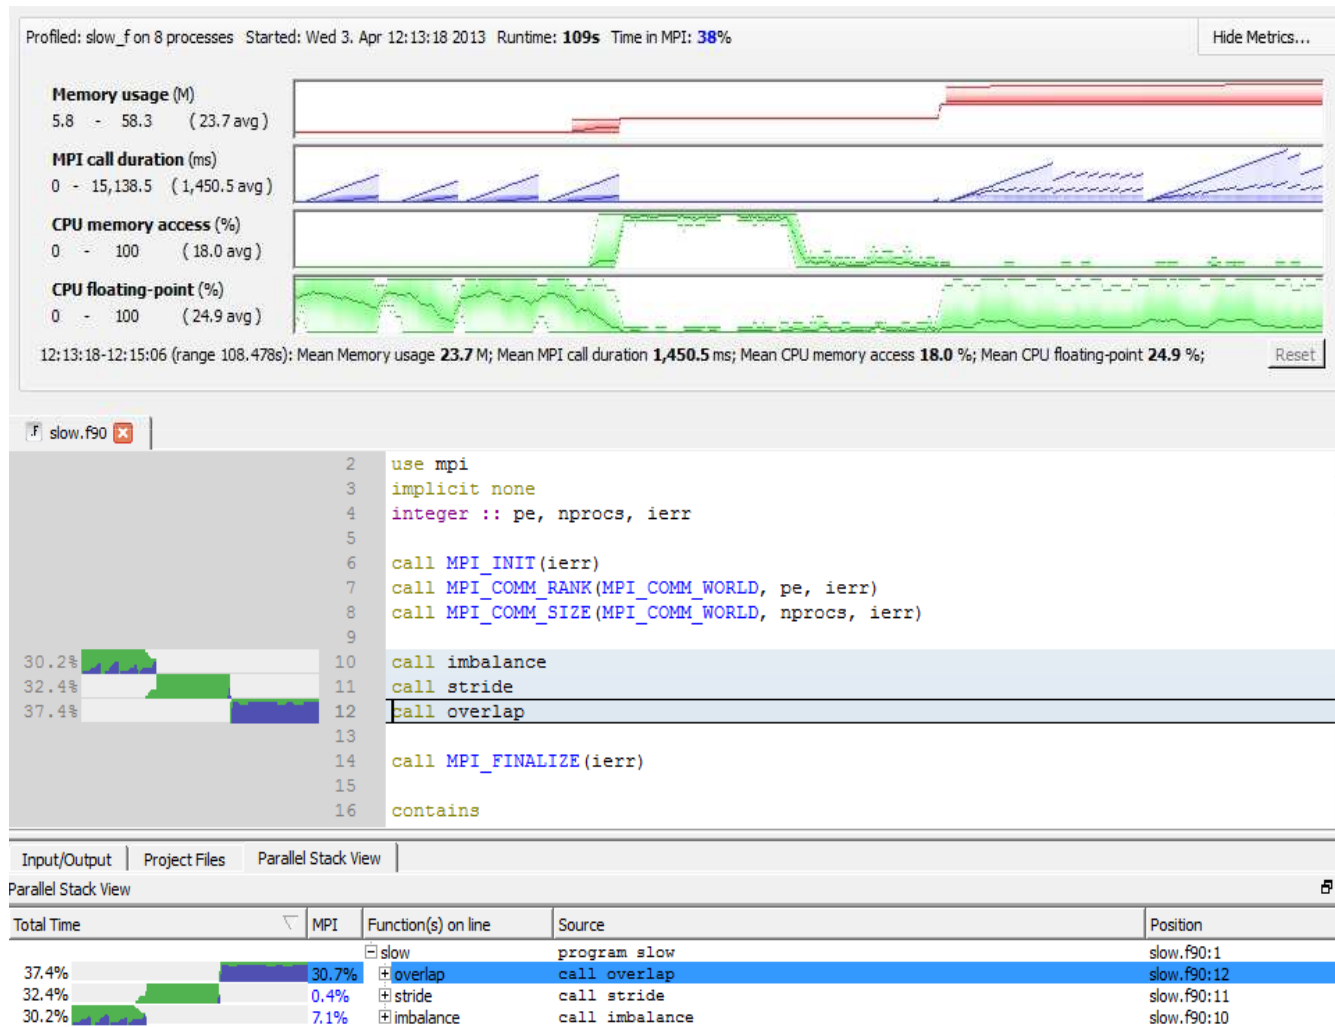 Profiled: slow_f on 8 processes Started: Wed 3. Apr 12:13:18 2013 Runtime: 109s Time in MPI: 38%
Hide Metrics...
Memory usage (M)
5.8 - 58.3 (23.7 avg)
MPI call duration (ms)
0 - 15,138.5 (1,450.5 avg)
CPU memory access (%)
0 - 100 (18.0 avg)
CPU floating-point (%)
0 - 100 (24.9 avg)
12:13:18-12:15:06 (range 108.478s): Mean Memory usage 23.7 M; Mean MPI call duration 1,450.5 ms; Mean CPU memory access 18.0 %; Mean CPU floating-point 24.9 %;
Reset
F slow.f90
2 use mpi
3 implicit none
4 integer :: pe, nprocs, ierr
5
6 call MPI_INIT(ierr)
7 call MPI_COMM_RANK(MPI_COMM_WORLD, pe, ierr)
8 call MPI_COMM_SIZE(MPI_COMM_WORLD, nprocs, ierr)
9
30.2% 10 call imbalance
32.4% 11 call stride
37.4% 12 call overlap
13
14 call MPI_FINALIZE(ierr)
15
16 contains
Input/Output Project Files Parallel Stack View
Parallel Stack View
Total Time MPI Function(s) on line Source Position
slow program slow slow.f90:1
37.4% 30.7% overlap call overlap slow.f90:12
32.4% 0.4% stride call stride slow.f90:11
30.2% 7.1% imbalance call imbalance slow.f90:10